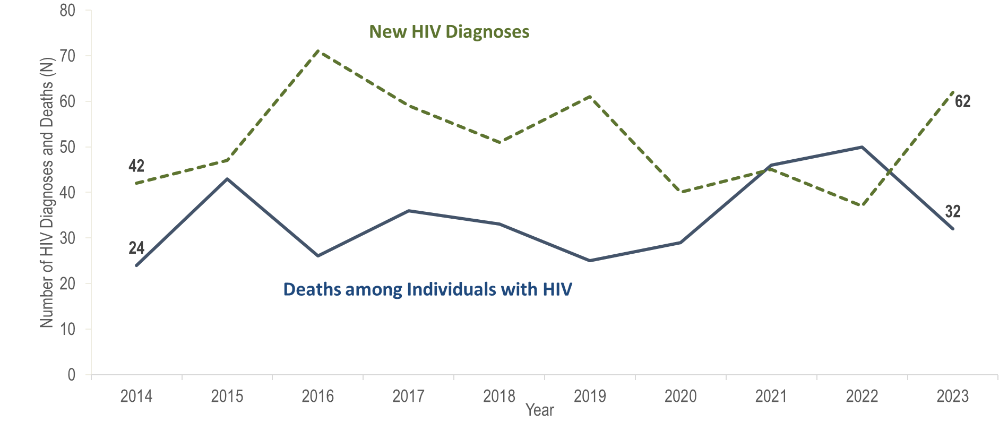 Number of HIV Diagnoses and Deaths (N)
80
70
60
50
40
30
20
10
0
New HIV Diagnoses
42
62
24
32
Deaths among Individuals with HIV
2014 2015 2016 2017 2018 2019 2020 2021 2022 2023
Year